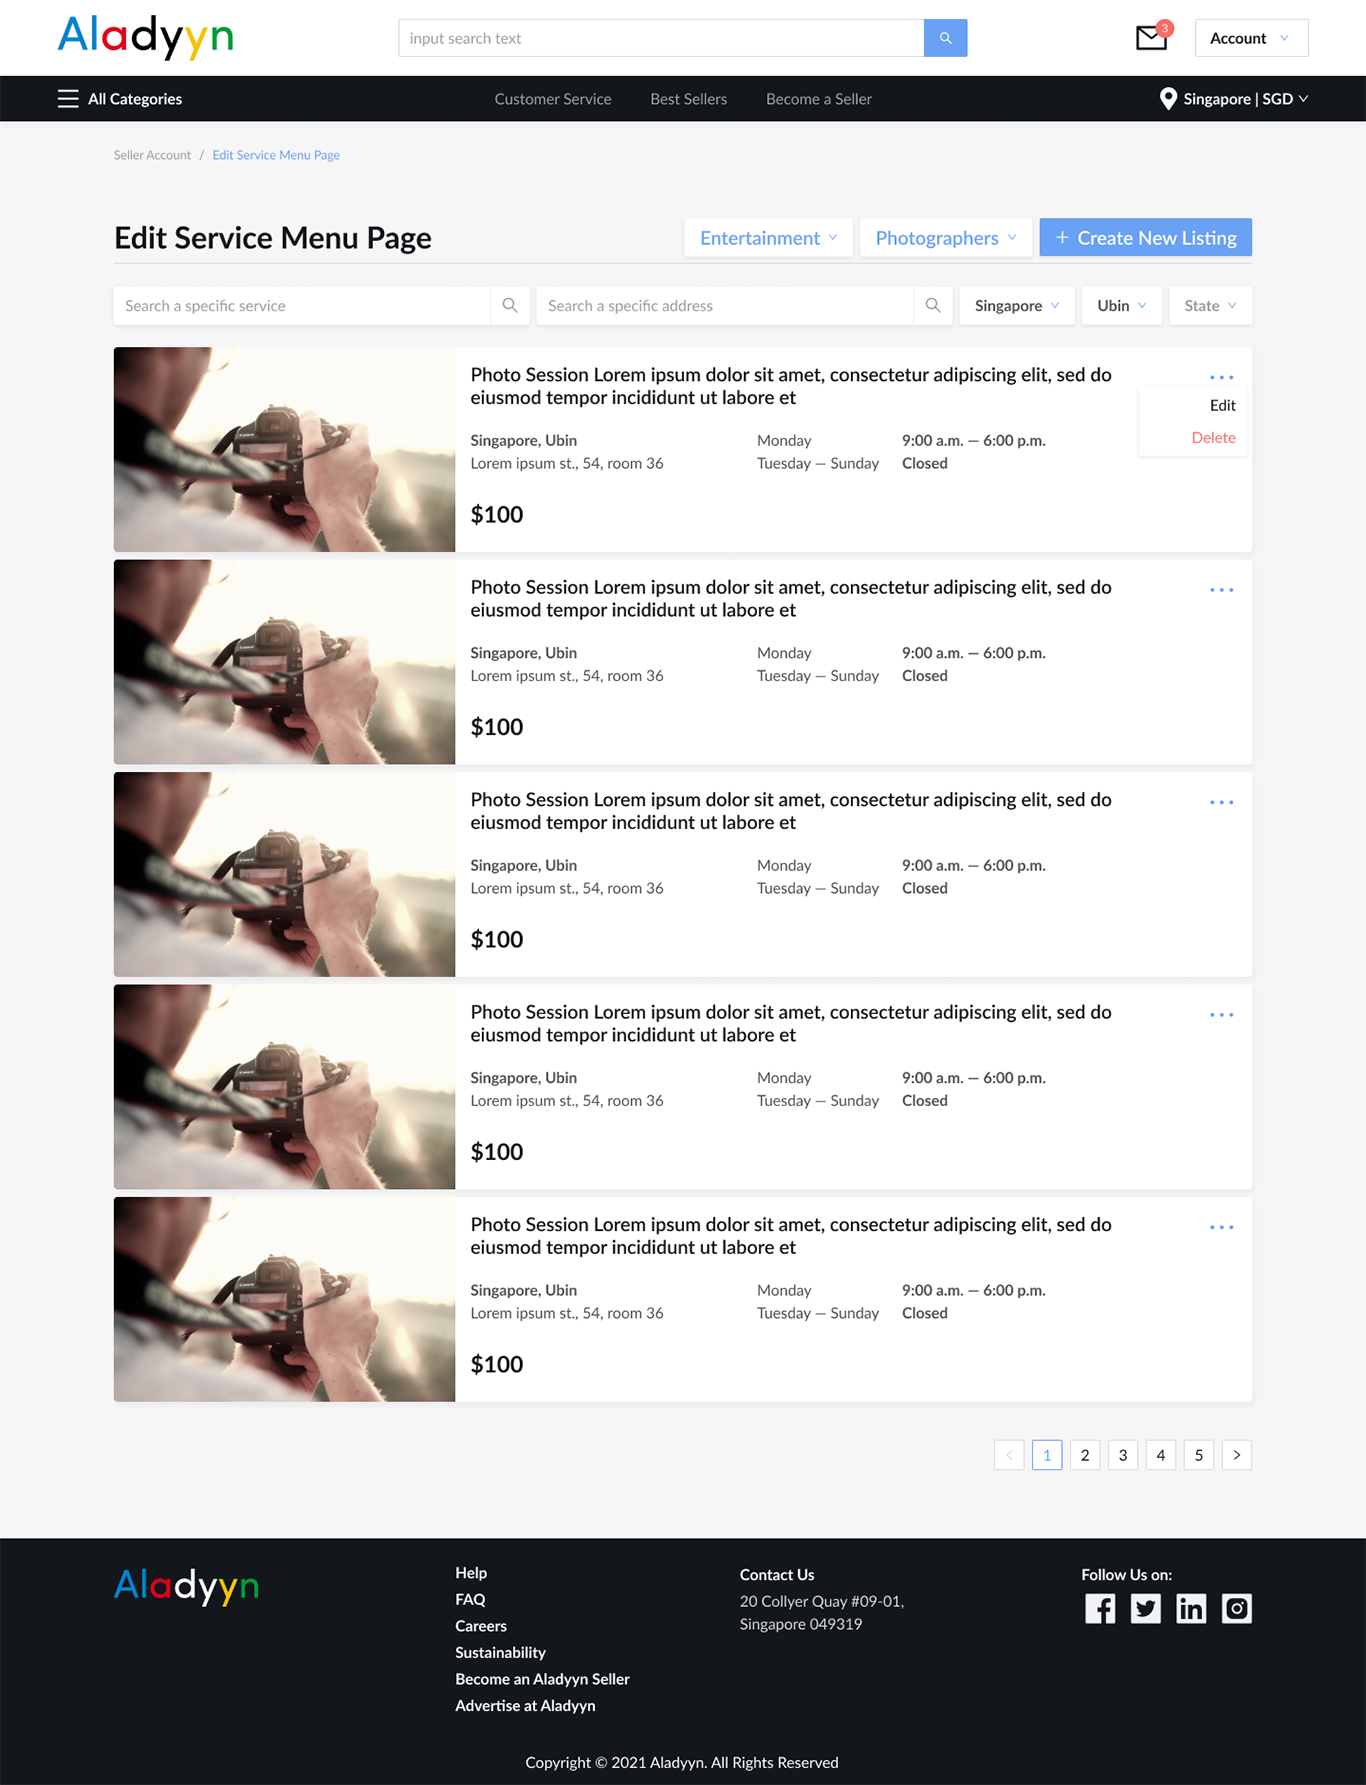 Aladyyn
input search text
3
Account
All Categories
Customer Service
Best Sellers
Become a Seller
Singapore | SGD
Seller Account / Edit Service Menu Page
Edit Service Menu Page
Entertainment
Photographers
+ Create New Listing
Search a specific service
Search a specific address
Singapore
Ubin
State
Photo Session Lorem ipsum dolor sit amet, consectetur adipiscing elit, sed do
eiusmod tempor incididunt ut labore et
Edit
Delete
Singapore, Ubin
Lorem ipsum st., 54, room 36
Monday 9:00 a.m. — 6:00 p.m.
Tuesday — Sunday Closed
$100
Photo Session Lorem ipsum dolor sit amet, consectetur adipiscing elit, sed do
eiusmod tempor incididunt ut labore et
Singapore, Ubin
Lorem ipsum st., 54, room 36
Monday 9:00 a.m. — 6:00 p.m.
Tuesday — Sunday Closed
$100
Photo Session Lorem ipsum dolor sit amet, consectetur adipiscing elit, sed do
eiusmod tempor incididunt ut labore et
Singapore, Ubin
Lorem ipsum st., 54, room 36
Monday 9:00 a.m. — 6:00 p.m.
Tuesday — Sunday Closed
$100
Photo Session Lorem ipsum dolor sit amet, consectetur adipiscing elit, sed do
eiusmod tempor incididunt ut labore et
Singapore, Ubin
Lorem ipsum st., 54, room 36
Monday 9:00 a.m. — 6:00 p.m.
Tuesday — Sunday Closed
$100
Photo Session Lorem ipsum dolor sit amet, consectetur adipiscing elit, sed do
eiusmod tempor incididunt ut labore et
Singapore, Ubin
Lorem ipsum st., 54, room 36
Monday 9:00 a.m. — 6:00 p.m.
Tuesday — Sunday Closed
$100
< 1 2 3 4 5 >
Aladyyn
Help
FAQ
Careers
Sustainability
Become an Aladyyn Seller
Advertise at Aladyyn
Contact Us
20 Collyer Quay #09-01,
Singapore 049319
Follow Us on:
Copyright © 2021 Aladyyn. All Rights Reserved